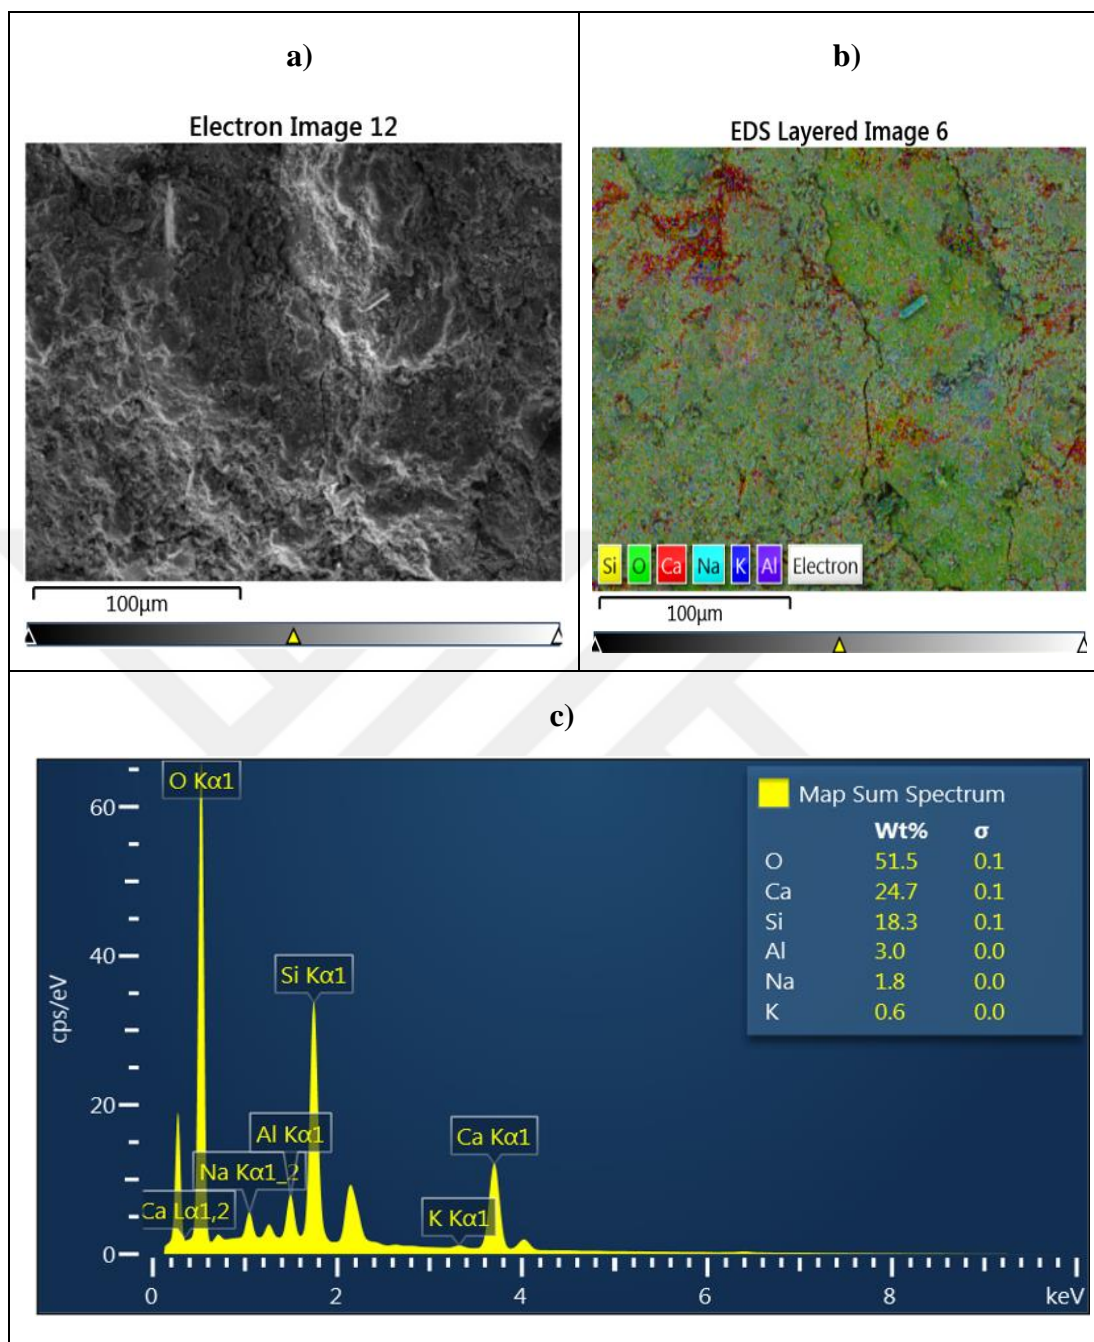 a)
Electron Image 12
100µm
b)
EDS Layered Image 6
Si O Ca Na K Al Electron
100µm
c)
O Kα1
Si Kα1
Al Kα1
Na Kα1_2
Ca Lα1,2
K Kα1
Ca Kα1
Map Sum Spectrum
Wt% σ
O 51.5 0.1
Ca 24.7 0.1
Si 18.3 0.1
Al 3.0 0.0
Na 1.8 0.0
K 0.6 0.0
cps/eV
60
40
20
0
0 2 4 6 8 keV